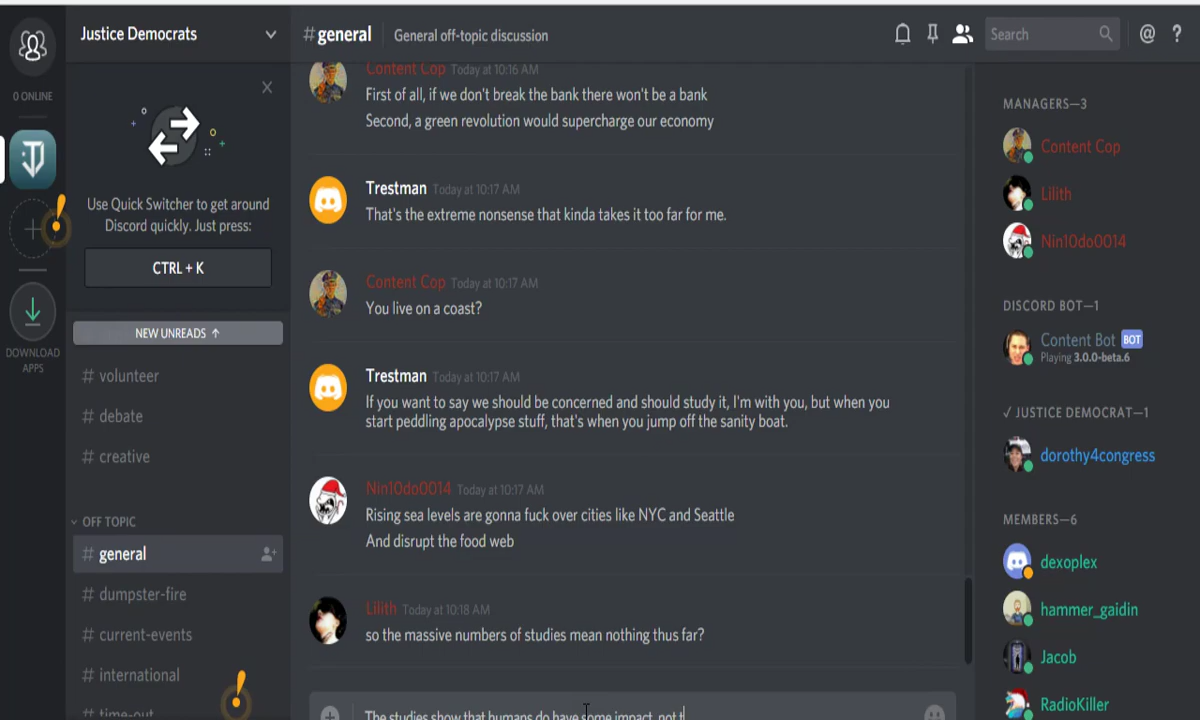 Justice Democrats
0 ONLINE
Use Quick Switcher to get around
Discord quickly. Just press:
CTRL + K
NEW UNREADS ↑
DOWNLOAD
APPS
# volunteer
# debate
# creative
OFF TOPIC
# general
# dumpster-fire
# current-events
# international
# time-out
#general
General off-topic discussion
Search
@
?
Content Cop Today at 10:16 AM
First of all, if we don't break the bank there won't be a bank
Second, a green revolution would supercharge our economy
Trestman Today at 10:17 AM
That's the extreme nonsense that kinda takes it too far for me.
Content Cop Today at 10:17 AM
You live on a coast?
Trestman Today at 10:17 AM
If you want to say we should be concerned and should study it, I'm with you, but when you
start peddling apocalypse stuff, that's when you jump off the sanity boat.
Nin10do0014 Today at 10:17 AM
Rising sea levels are gonna fuck over cities like NYC and Seattle
And disrupt the food web
Lilith Today at 10:18 AM
so the massive numbers of studies mean nothing thus far?
The studies show that humans do have some impact, not t
MANAGERS—3
Content Cop
Lilith
Nin10do0014
DISCORD BOT—1
Content Bot BOT
Playing 3.0.0-beta.6
✓ JUSTICE DEMOCRAT—1
dorothy4congress
MEMBERS—6
dexoplex
hammer_gaidin
Jacob
RadioKiller